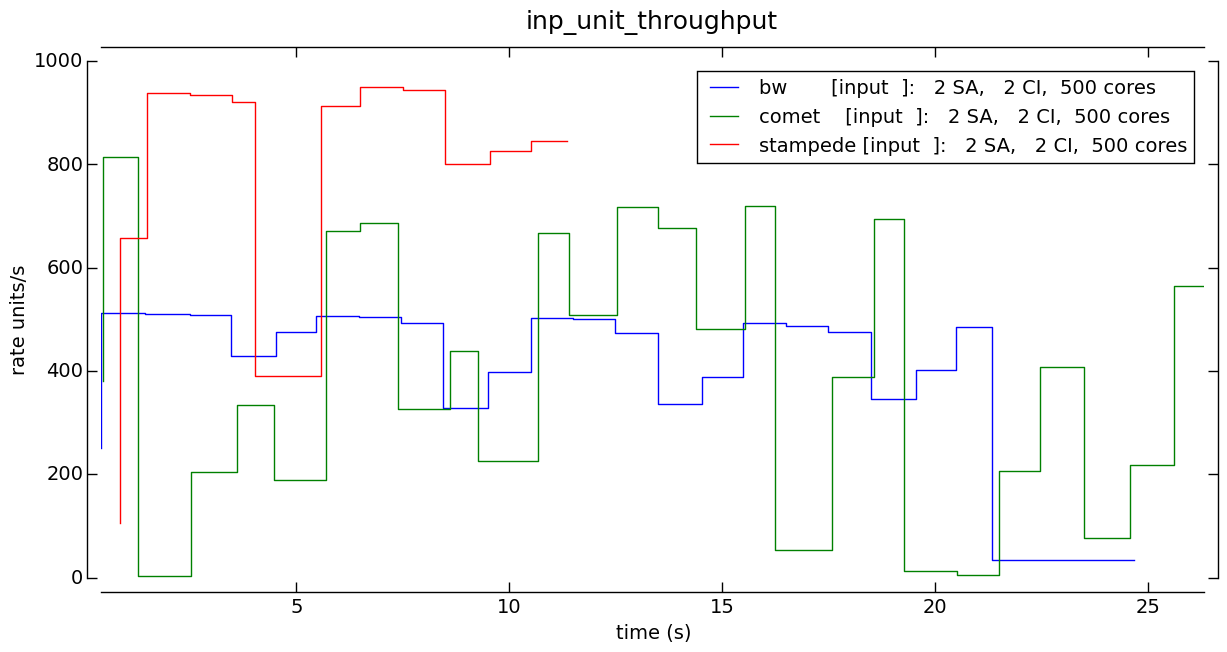 inp_unit_throughput
1000
800
600
400
200
0
rate units/s
bw [input ]: 2 SA, 2 CI, 500 cores
comet [input ]: 2 SA, 2 CI, 500 cores
stampede [input ]: 2 SA, 2 CI, 500 cores
5 10 15 20 25
time (s)